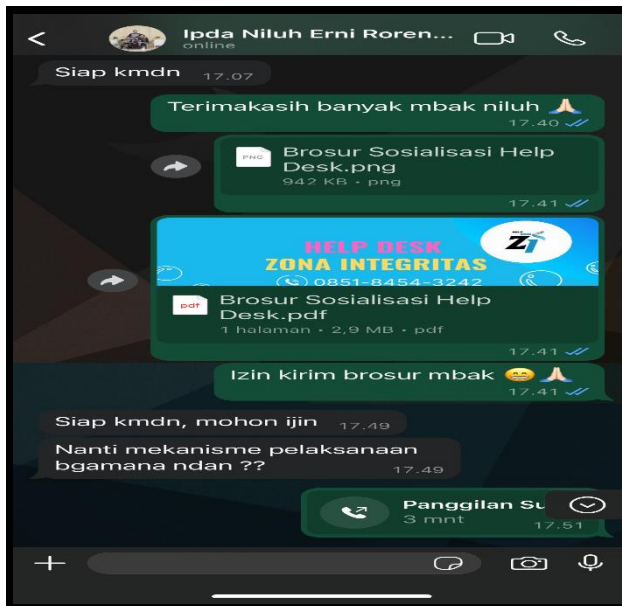 Ipda Niluh Erni Roren...
online
Siap kmdn 17.07
Terimakasih banyak mbak niluh 🙏🏻
17.40
PNG
Brosur Sosialisasi Help
Desk.png
942 KB • png
17.41
HELP DESK
ZONA INTEGRITAS
0851-8454-3242
ZI
pdf
Brosur Sosialisasi Help
Desk.pdf
1 halaman • 2,9 MB • pdf
17.41
Izin kirim brosur mbak 😁🙏🏻
17.41
Siap kmdn, mohon ijin 17.49
Nanti mekanisme pelaksanaan
bgamana ndan ??
17.49
Panggilan Su
3 mnt
17.51